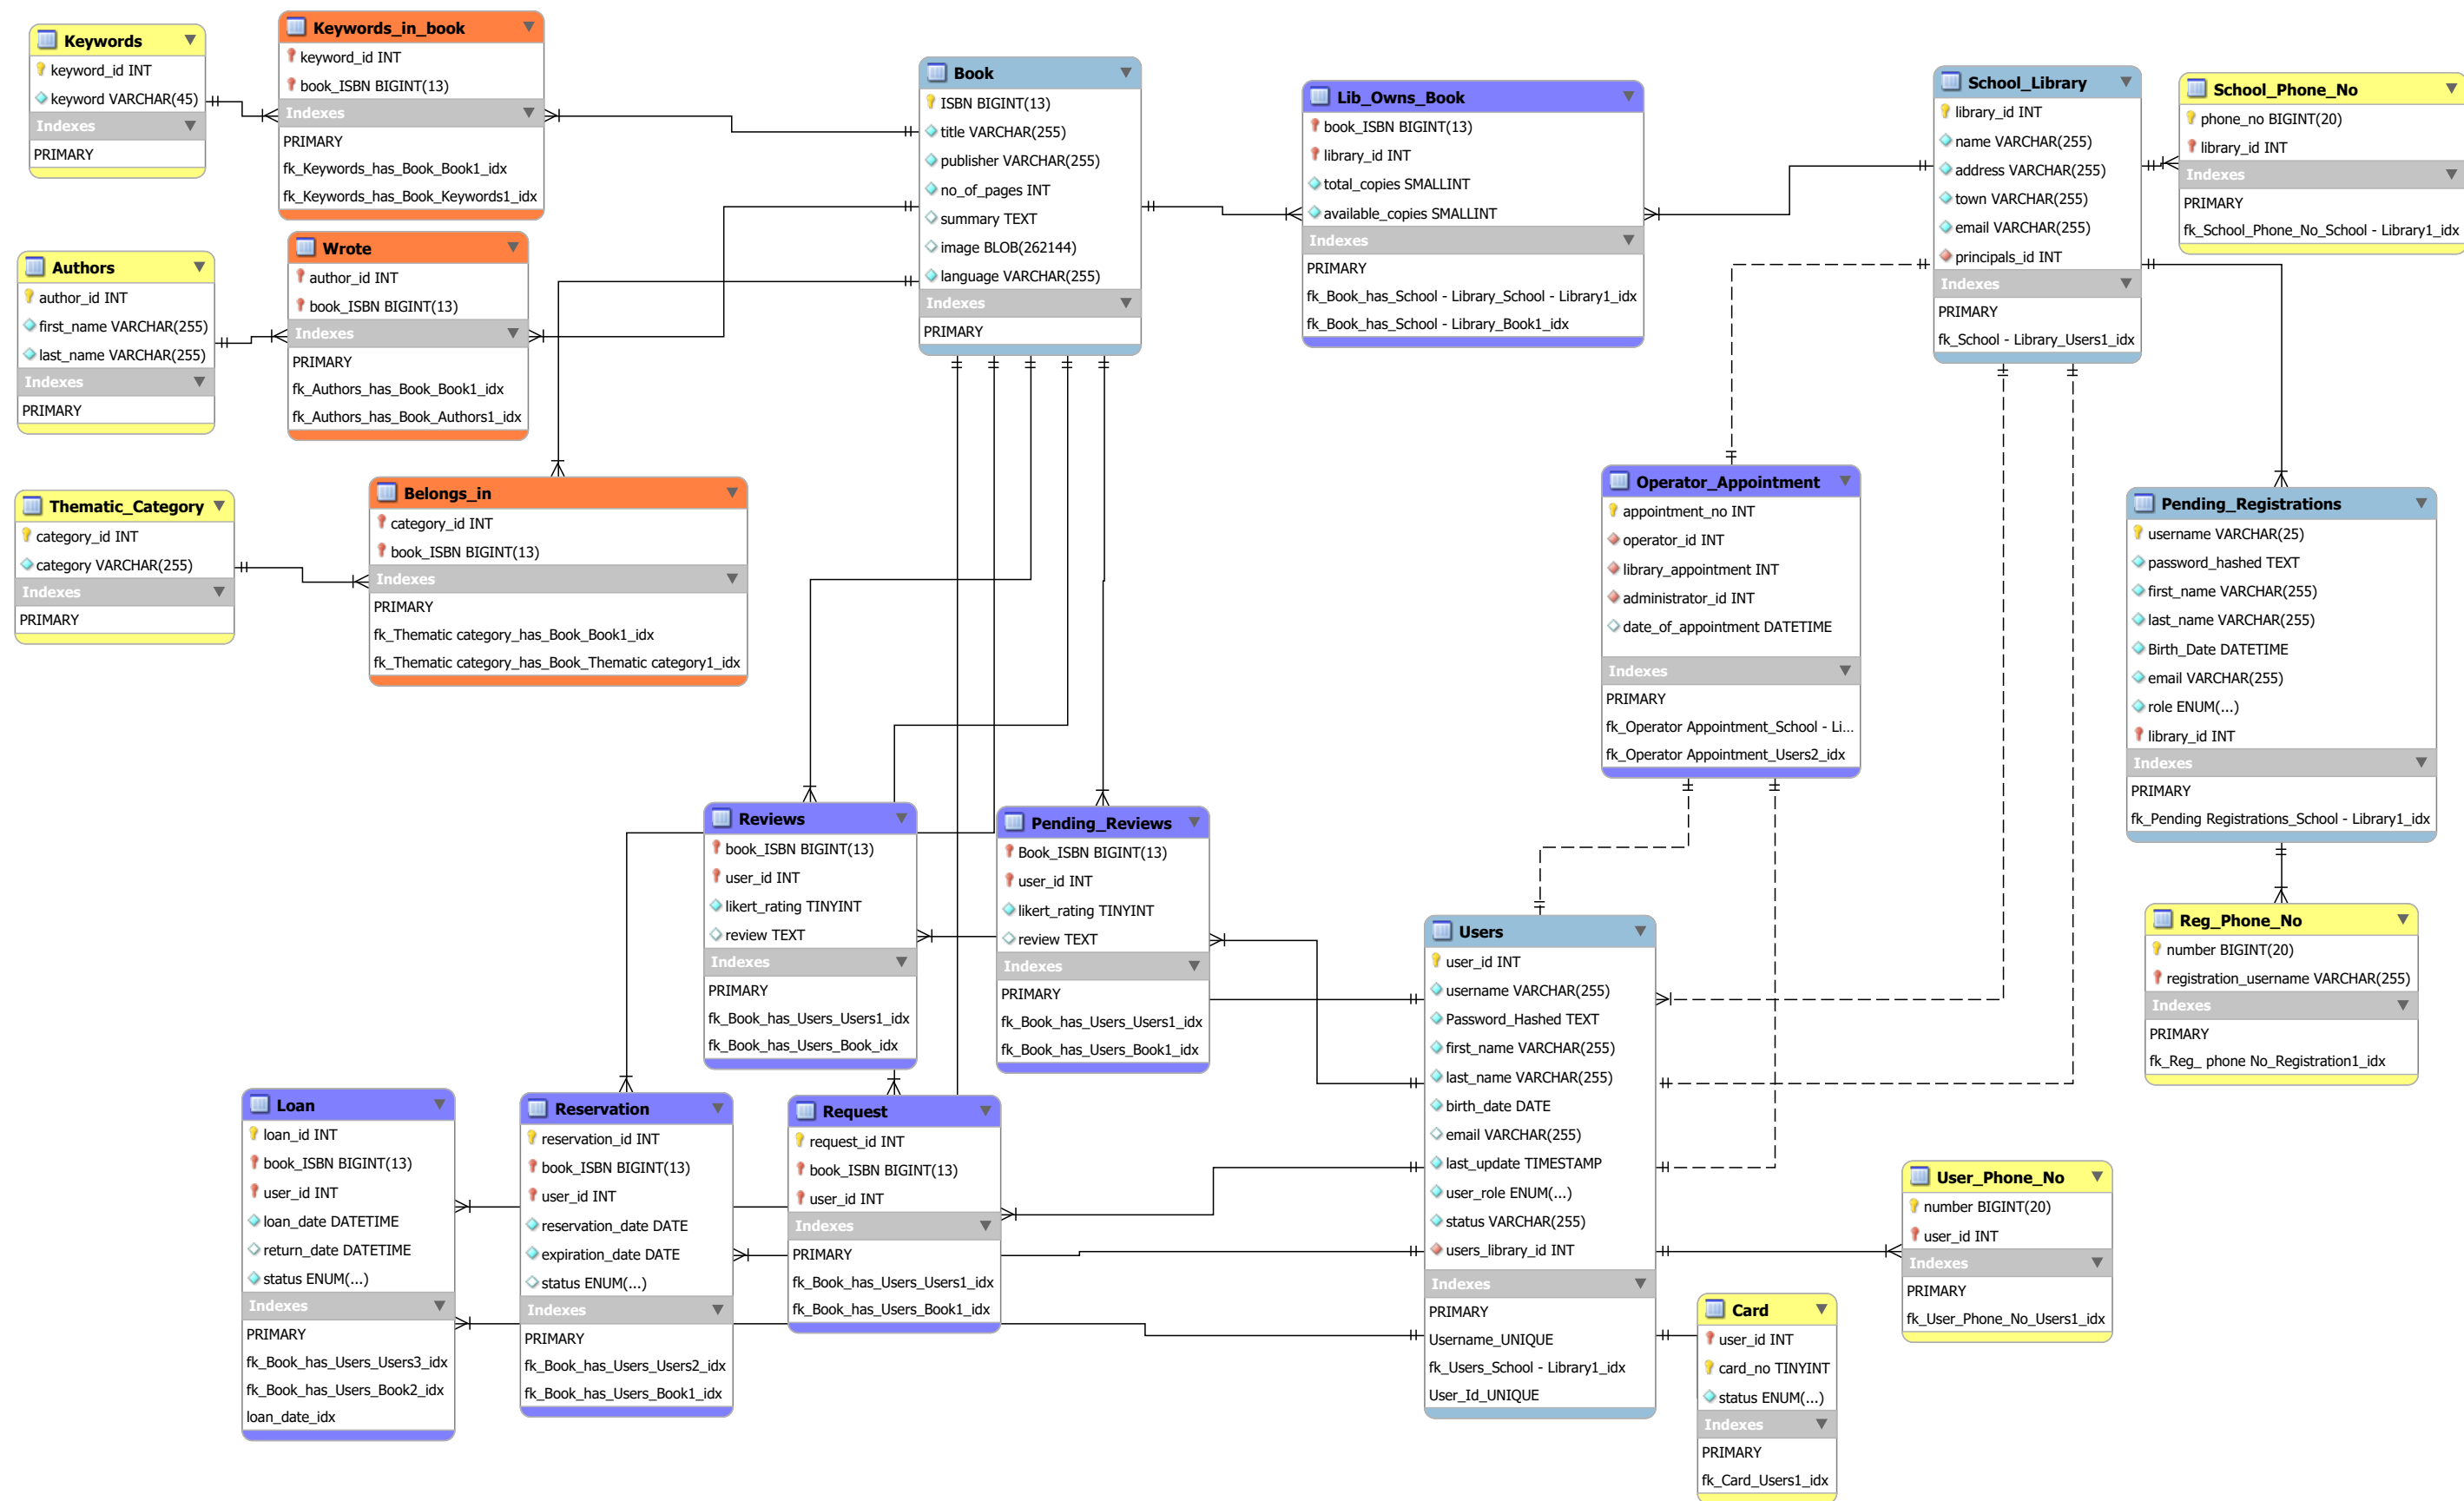 Keywords
keyword_id INT
keyword VARCHAR(45)
Indexes
PRIMARY
Keywords_in_book
keyword_id INT
book_ISBN BIGINT(13)
Indexes
PRIMARY
fk_Keywords_has_Book_Book1_idx
fk_Keywords_has_Book_Keywords1_idx
Book
ISBN BIGINT(13)
title VARCHAR(255)
publisher VARCHAR(255)
no_of_pages INT
summary TEXT
image BLOB(262144)
language VARCHAR(255)
Indexes
PRIMARY
Lib_Owns_Book
book_ISBN BIGINT(13)
library_id INT
total_copies SMALLINT
available_copies SMALLINT
Indexes
PRIMARY
fk_Book_has_School - Library_School - Library1_idx
fk_Book_has_School - Library_Book1_idx
School_Library
library_id INT
name VARCHAR(255)
address VARCHAR(255)
town VARCHAR(255)
email VARCHAR(255)
principals_id INT
Indexes
PRIMARY
fk_School - Library_Users1_idx
School_Phone_No
phone_no BIGINT(20)
library_id INT
Indexes
PRIMARY
fk_School_Phone_No_School - Library1_idx
Authors
author_id INT
first_name VARCHAR(255)
last_name VARCHAR(255)
Indexes
PRIMARY
Wrote
author_id INT
book_ISBN BIGINT(13)
Indexes
PRIMARY
fk_Authors_has_Book_Book1_idx
fk_Authors_has_Book_Authors1_idx
Thematic_Category
category_id INT
category VARCHAR(255)
Indexes
PRIMARY
Belongs_in
category_id INT
book_ISBN BIGINT(13)
Indexes
PRIMARY
fk_Thematic category_has_Book_Book1_idx
fk_Thematic category_has_Book_Thematic category1_idx
Operator_Appointment
appointment_no INT
operator_id INT
library_appointment INT
administrator_id INT
date_of_appointment DATETIME
Indexes
PRIMARY
fk_Operator Appointment_School - Li...
fk_Operator Appointment_Users2_idx
Pending_Registrations
username VARCHAR(25)
password_hashed TEXT
first_name VARCHAR(255)
last_name VARCHAR(255)
Birth_Date DATETIME
email VARCHAR(255)
role ENUM(...)
library_id INT
Indexes
PRIMARY
fk_Pending Registrations_School - Library1_idx
Reviews
book_ISBN BIGINT(13)
user_id INT
likert_rating TINYINT
review TEXT
Indexes
PRIMARY
fk_Book_has_Users_Users1_idx
fk_Book_has_Users_Book_idx
Pending_Reviews
Book_ISBN BIGINT(13)
user_id INT
likert_rating TINYINT
review TEXT
Indexes
PRIMARY
fk_Book_has_Users_Users1_idx
fk_Book_has_Users_Book1_idx
Users
user_id INT
username VARCHAR(255)
Password_Hashed TEXT
first_name VARCHAR(255)
last_name VARCHAR(255)
birth_date DATE
email VARCHAR(255)
last_update TIMESTAMP
user_role ENUM(...)
status VARCHAR(255)
users_library_id INT
Indexes
PRIMARY
Username_UNIQUE
fk_Users_School - Library1_idx
User_Id_UNIQUE
Reg_Phone_No
number BIGINT(20)
registration_username VARCHAR(255)
Indexes
PRIMARY
fk_Reg_ phone No_Registration1_idx
Loan
loan_id INT
book_ISBN BIGINT(13)
user_id INT
loan_date DATETIME
return_date DATETIME
status ENUM(...)
Indexes
PRIMARY
fk_Book_has_Users_Users3_idx
fk_Book_has_Users_Book2_idx
loan_date_idx
Reservation
reservation_id INT
book_ISBN BIGINT(13)
user_id INT
reservation_date DATE
expiration_date DATE
status ENUM(...)
Indexes
PRIMARY
fk_Book_has_Users_Users2_idx
fk_Book_has_Users_Book1_idx
Request
request_id INT
book_ISBN BIGINT(13)
user_id INT
Indexes
PRIMARY
fk_Book_has_Users_Users1_idx
fk_Book_has_Users_Book1_idx
User_Phone_No
number BIGINT(20)
user_id INT
Indexes
PRIMARY
fk_User_Phone_No_Users1_idx
Card
user_id INT
card_no TINYINT
status ENUM(...)
Indexes
PRIMARY
fk_Card_Users1_idx